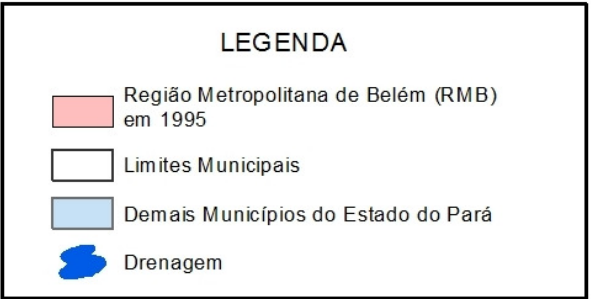 LEGENDA
Região Metropolitana de Belém (RMB)
em 1995
Limites Municipais
Demais Municípios do Estado do Pará
Drenagem